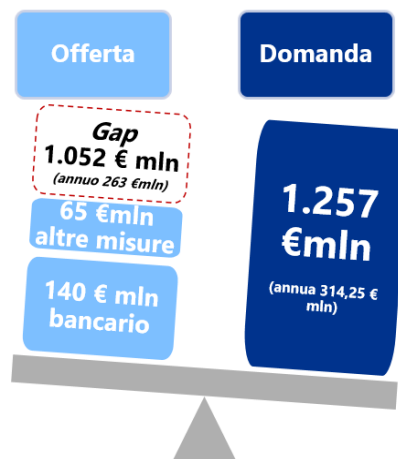 Offerta
Domanda
Gap
1.052 € mln
(annuo 263 €mln)
65 €mln
altre misure
140 € mln
bancario
1.257
€mln
(annua 314,25 €
mln)